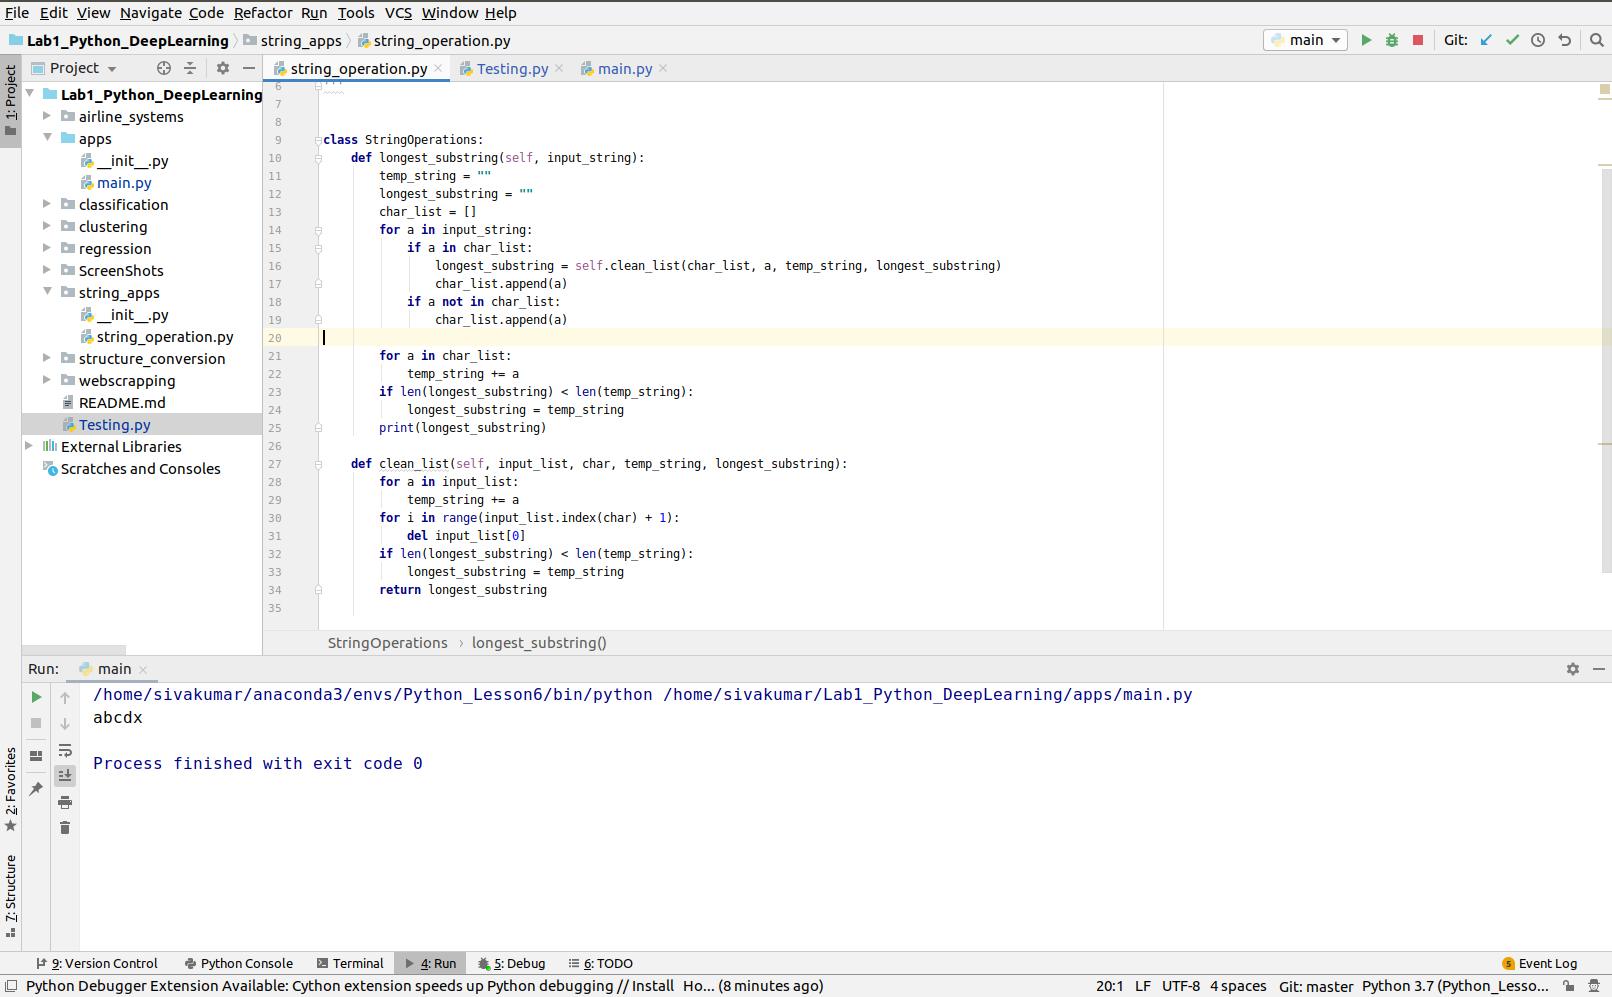 File Edit View Navigate Code Refactor Run Tools VCS Window Help
Lab1_Python_DeepLearning string_apps string_operation.py main Git:
1: Project
Project
string_operation.py Testing.py main.py
Lab1_Python_DeepLearning
airline_systems
apps
__init__.py
main.py
classification
clustering
regression
ScreenShots
string_apps
__init__.py
string_operation.py
structure_conversion
webscrapping
README.md
Testing.py
External Libraries
Scratches and Consoles
6 '''
7
8
9 class StringOperations:
10 def longest_substring(self, input_string):
11 temp_string = ""
12 longest_substring = ""
13 char_list = []
14 for a in input_string:
15 if a in char_list:
16 longest_substring = self.clean_list(char_list, a, temp_string, longest_substring)
17 char_list.append(a)
18 if a not in char_list:
19 char_list.append(a)
20
21 for a in char_list:
22 temp_string += a
23 if len(longest_substring) < len(temp_string):
24 longest_substring = temp_string
25 print(longest_substring)
26
27 def clean_list(self, input_list, char, temp_string, longest_substring):
28 for a in input_list:
29 temp_string += a
30 for i in range(input_list.index(char) + 1):
31 del input_list[0]
32 if len(longest_substring) < len(temp_string):
33 longest_substring = temp_string
34 return longest_substring
35
StringOperations › longest_substring()
Run: main
/home/sivakumar/anaconda3/envs/Python_Lesson6/bin/python /home/sivakumar/Lab1_Python_DeepLearning/apps/main.py
abcdx
Process finished with exit code 0
2: Favorites
7: Structure
9: Version Control Python Console Terminal 4: Run 5: Debug 6: TODO 5 Event Log
Python Debugger Extension Available: Cython extension speeds up Python debugging // Install Ho... (8 minutes ago) 20:1 LF UTF-8 4 spaces Git: master Python 3.7 (Python_Lesso...